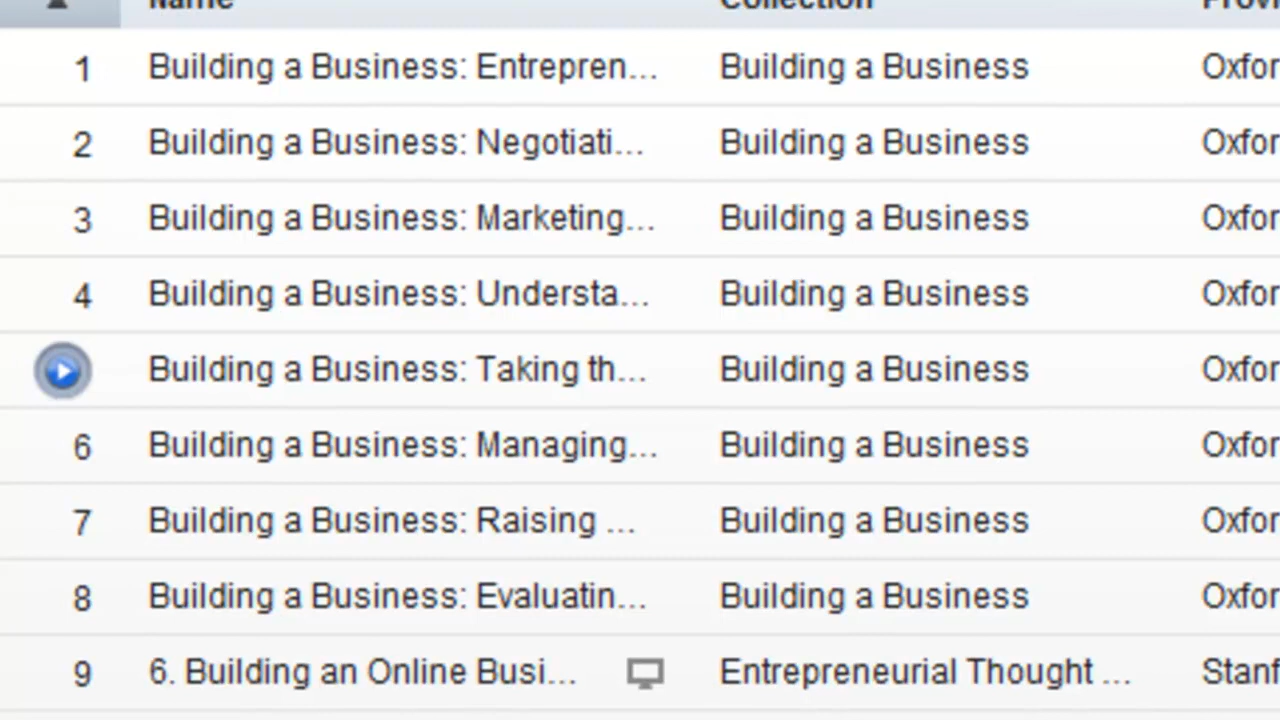 Name Collection
1 Building a Business: Entrepren... Building a Business Oxfor
2 Building a Business: Negotiati... Building a Business Oxfor
3 Building a Business: Marketing... Building a Business Oxfor
4 Building a Business: Understa... Building a Business Oxfor
Building a Business: Taking th... Building a Business Oxfor
6 Building a Business: Managing... Building a Business Oxfor
7 Building a Business: Raising ... Building a Business Oxfor
8 Building a Business: Evaluatin... Building a Business Oxfor
9 6. Building an Online Busi... Entrepreneurial Thought ... Stanf